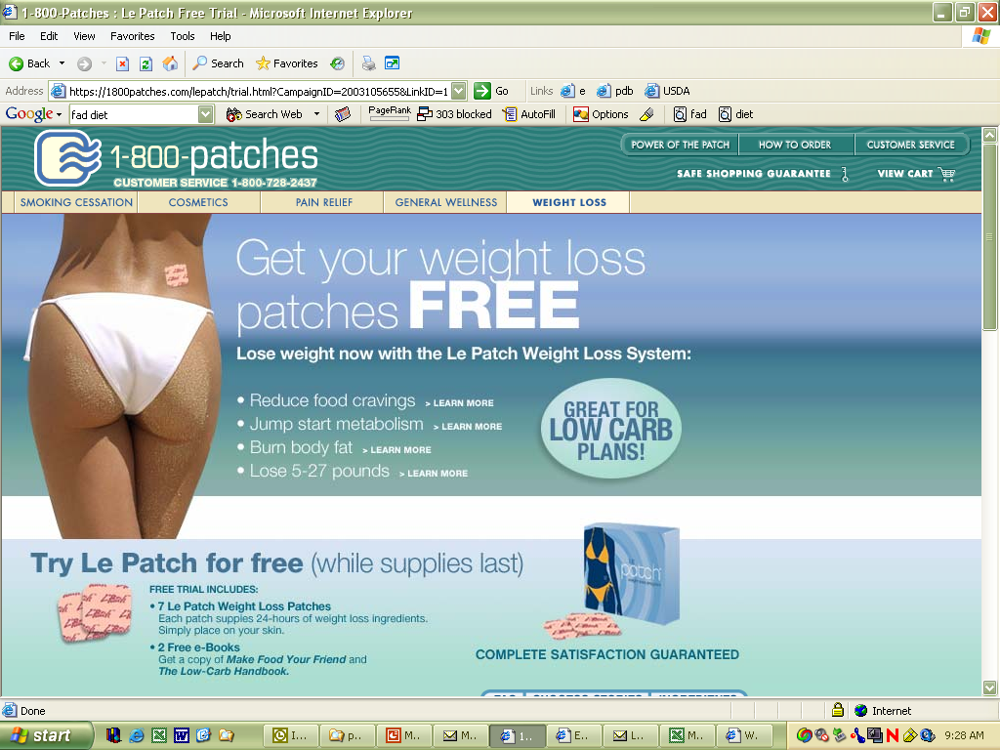 1-800-Patches : Le Patch Free Trial - Microsoft Internet Explorer
File Edit View Favorites Tools Help
Back Search Favorites
Address https://1800patches.com/lepatch/trial.html?CampaignID=2003105655&LinkID=1 Go Links e pdb USDA
Google fad diet Search Web PageRank 303 blocked AutoFill Options fad diet
1-800-patches
CUSTOMER SERVICE 1-800-728-2437
POWER OF THE PATCH HOW TO ORDER CUSTOMER SERVICE
SAFE SHOPPING GUARANTEE VIEW CART
SMOKING CESSATION COSMETICS PAIN RELIEF GENERAL WELLNESS WEIGHT LOSS
Get your weight loss
patches FREE
Lose weight now with the Le Patch Weight Loss System:
• Reduce food cravings > LEARN MORE
• Jump start metabolism > LEARN MORE
• Burn body fat > LEARN MORE
• Lose 5-27 pounds > LEARN MORE
GREAT FOR
LOW CARB
PLANS!
Try Le Patch for free (while supplies last)
FREE TRIAL INCLUDES:
• 7 Le Patch Weight Loss Patches
Each patch supplies 24-hours of weight loss ingredients.
Simply place on your skin.
• 2 Free e-Books
Get a copy of Make Food Your Friend and
The Low-Carb Handbook.
le patch
COMPLETE SATISFACTION GUARANTEED
FAQ SUCCESS STORIES INGREDIENTS
Done Internet
start I... p... M... M... 1.. E... L... M... W.. 9:28 AM